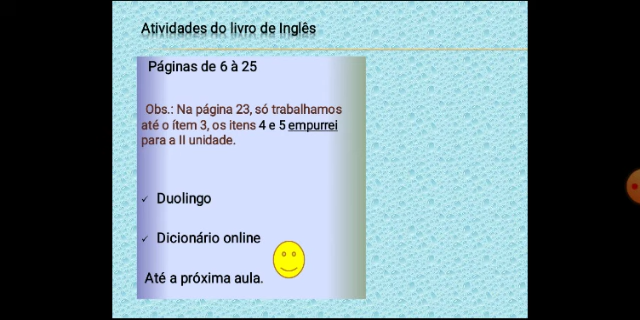 Atividades do livro de Inglês
Páginas de 6 à 25
Obs.: Na página 23, só trabalhamos
até o ítem 3, os itens 4 e 5 empurrei
para a II unidade.
✓ Duolingo
✓ Dicionário online
Até a próxima aula.